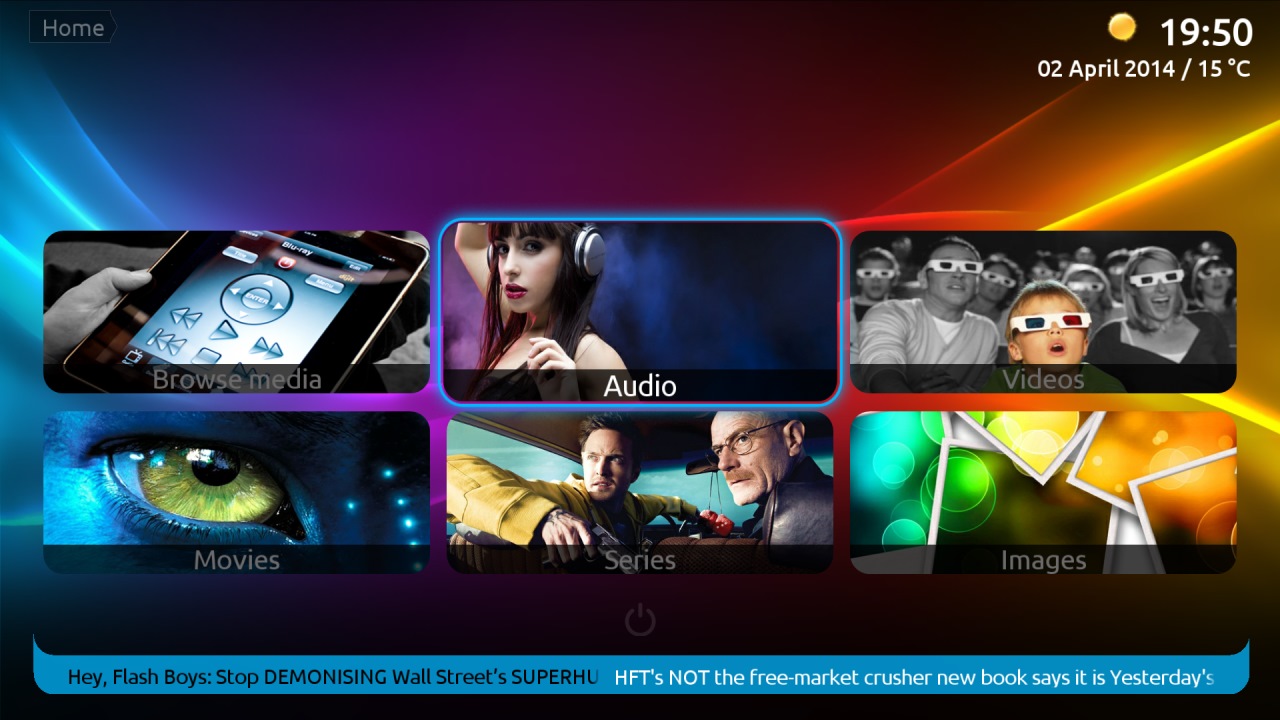 Home
19:50
02 April 2014 / 15 °C
Blu-ray
ENTER
Browse media
Audio
Videos
Movies
Series
Images
Hey, Flash Boys: Stop DEMONISING Wall Street's SUPERHU
HFT's NOT the free-market crusher new book says it is Yesterday's